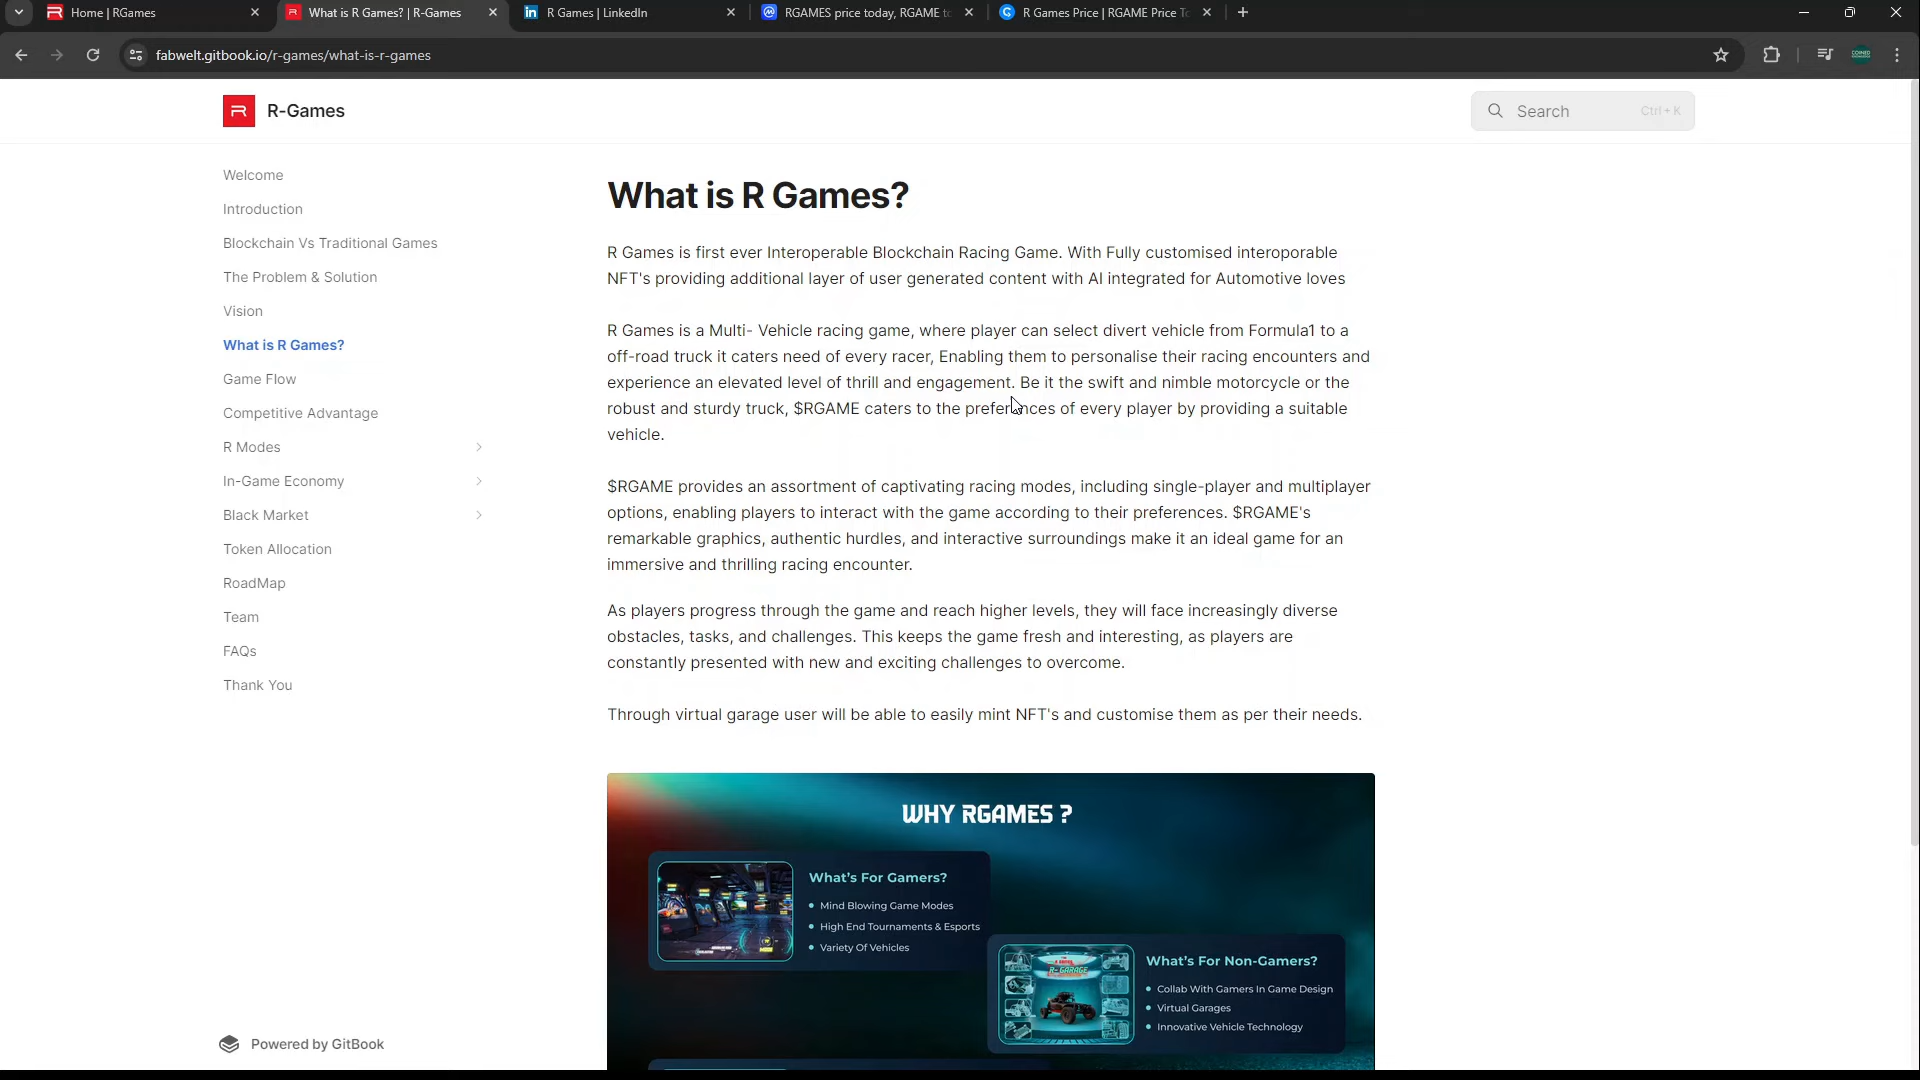 Home | RGames
What is R Games? | R-Games
R Games | LinkedIn
RGAMES price today, RGAME to
R Games Price | RGAME Price To
fabwelt.gitbook.io/r-games/what-is-r-games
R-Games
Search
Ctrl + K
Welcome
Introduction
Blockchain Vs Traditional Games
The Problem & Solution
Vision
What is R Games?
Game Flow
Competitive Advantage
R Modes
In-Game Economy
Black Market
Token Allocation
RoadMap
Team
FAQs
Thank You
Powered by GitBook
What is R Games?
R Games is first ever Interoperable Blockchain Racing Game. With Fully customised interoporable
NFT's providing additional layer of user generated content with AI integrated for Automotive loves
R Games is a Multi- Vehicle racing game, where player can select divert vehicle from Formula1 to a
off-road truck it caters need of every racer, Enabling them to personalise their racing encounters and
experience an elevated level of thrill and engagement. Be it the swift and nimble motorcycle or the
robust and sturdy truck, $RGAME caters to the preferences of every player by providing a suitable
vehicle.
$RGAME provides an assortment of captivating racing modes, including single-player and multiplayer
options, enabling players to interact with the game according to their preferences. $RGAME's
remarkable graphics, authentic hurdles, and interactive surroundings make it an ideal game for an
immersive and thrilling racing encounter.
As players progress through the game and reach higher levels, they will face increasingly diverse
obstacles, tasks, and challenges. This keeps the game fresh and interesting, as players are
constantly presented with new and exciting challenges to overcome.
Through virtual garage user will be able to easily mint NFT's and customise them as per their needs.
WHY RGAMES ?
What's For Gamers?
Mind Blowing Game Modes
High End Tournaments & Esports
Variety Of Vehicles
R-GARAGE
What's For Non-Gamers?
Collab With Gamers In Game Design
Virtual Garages
Innovative Vehicle Technology